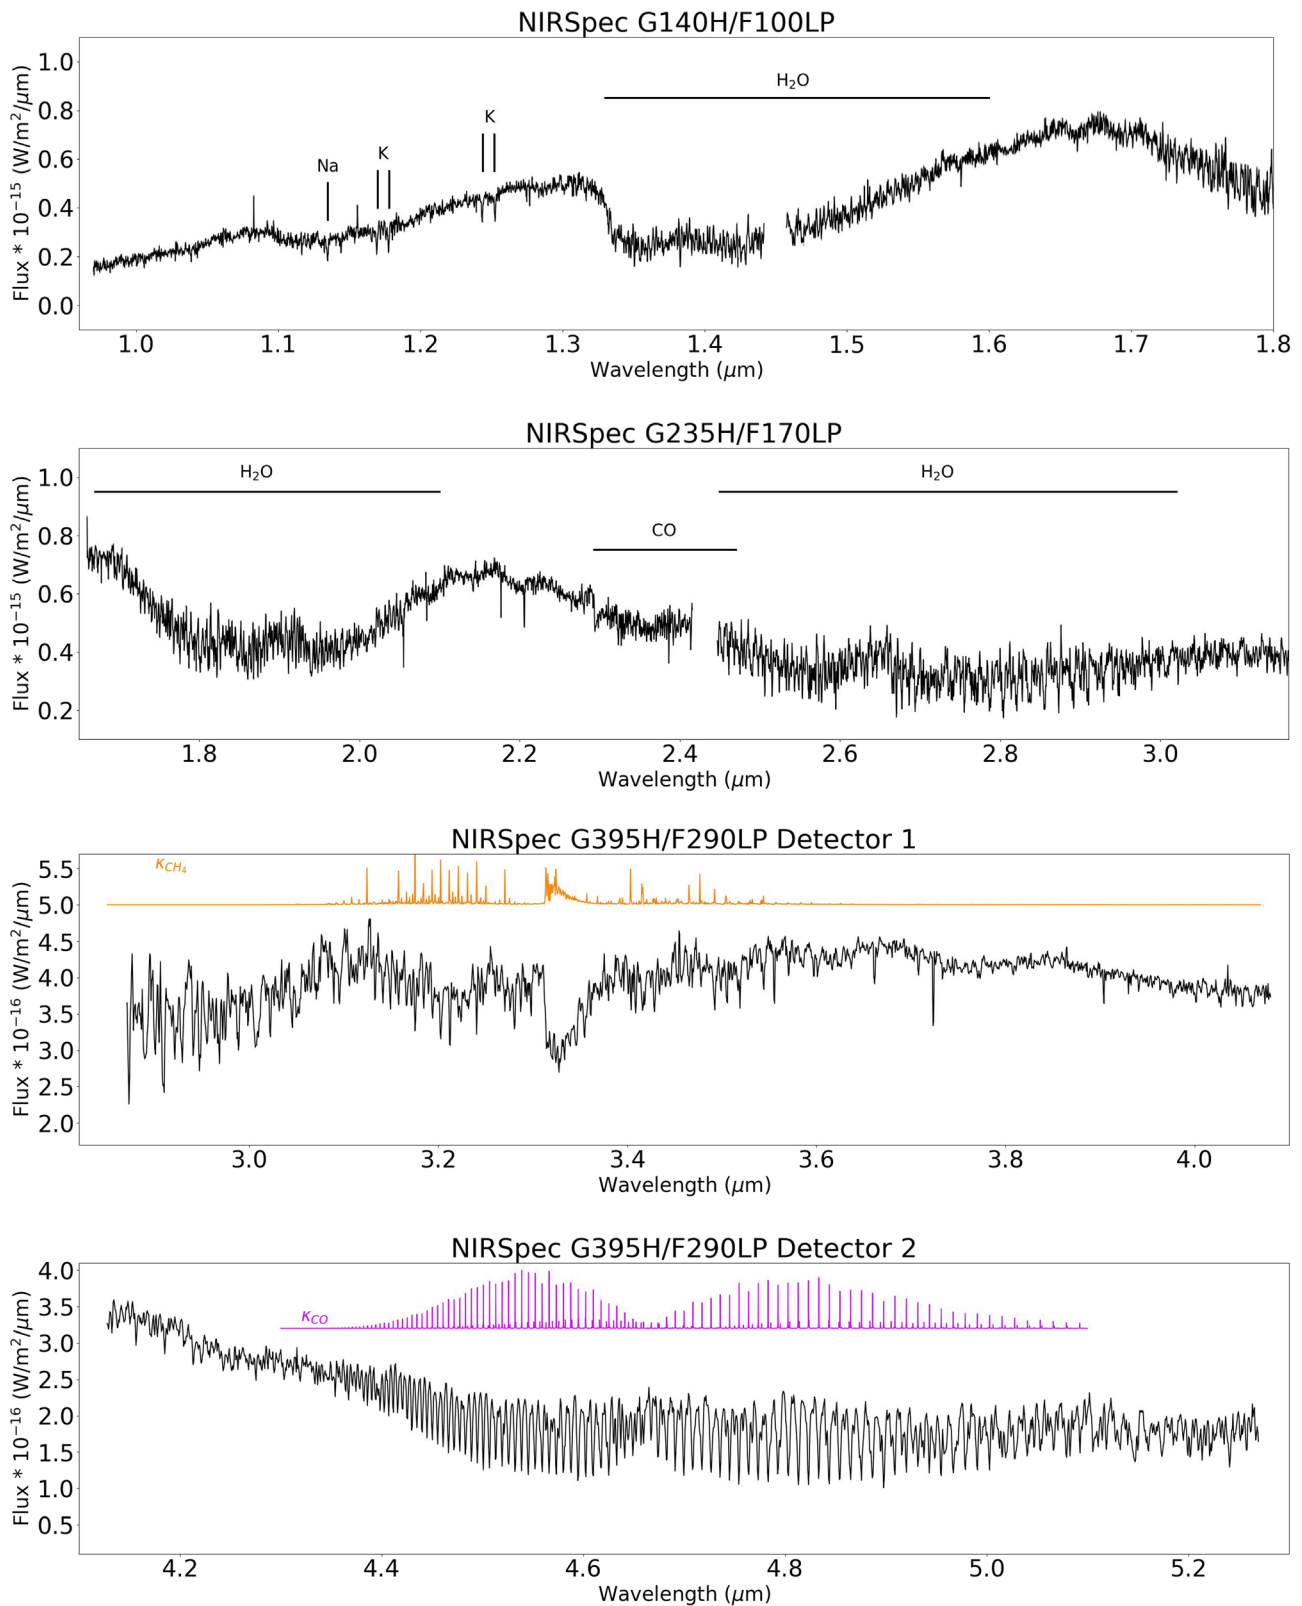 NIRSpec G140H/F100LP
Flux * 10⁻¹⁵ (W/m²/μm)
1.0
0.8
0.6
0.4
0.2
0.0
H₂O
K
K
Na
1.0 1.1 1.2 1.3 1.4 1.5 1.6 1.7 1.8
Wavelength (μm)
NIRSpec G235H/F170LP
Flux * 10⁻¹⁵ (W/m²/μm)
1.0
0.8
0.6
0.4
0.2
H₂O H₂O
CO
1.8 2.0 2.2 2.4 2.6 2.8 3.0
Wavelength (μm)
NIRSpec G395H/F290LP Detector 1
Flux * 10⁻¹⁶ (W/m²/μm)
5.5
5.0
4.5
4.0
3.5
3.0
2.5
2.0
κ_CH₄
3.0 3.2 3.4 3.6 3.8 4.0
Wavelength (μm)
NIRSpec G395H/F290LP Detector 2
Flux * 10⁻¹⁶ (W/m²/μm)
4.0
3.5
3.0
2.5
2.0
1.5
1.0
0.5
κ_CO
4.2 4.4 4.6 4.8 5.0 5.2
Wavelength (μm)